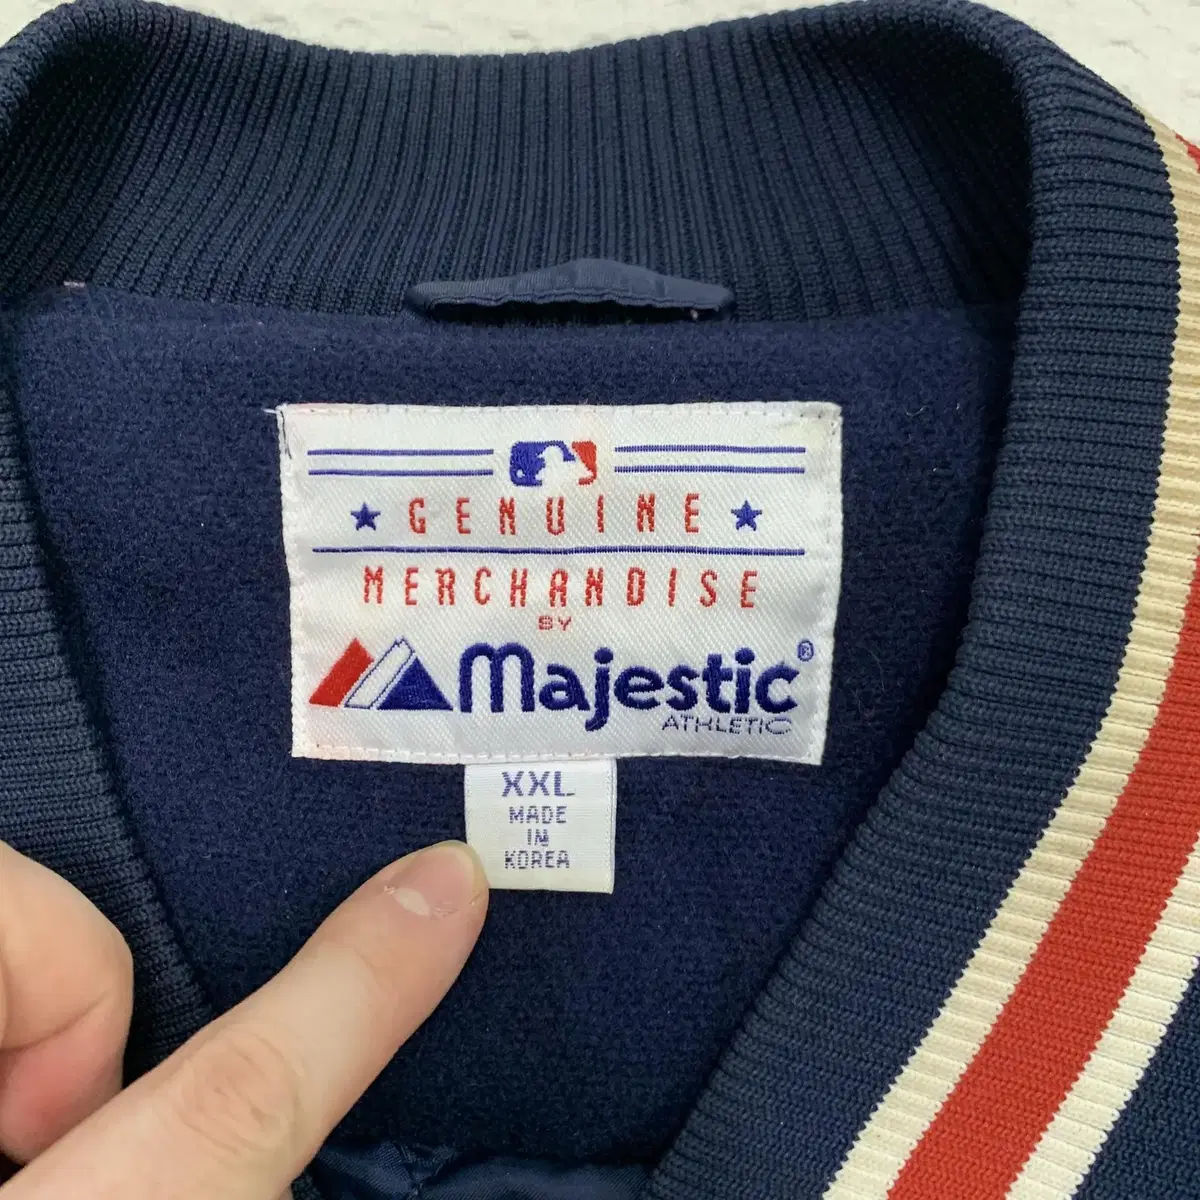 GENUINE
MERCHANDISE
BY
Majestic®
ATHLETIC
XXL
MADE
IN
KOREA